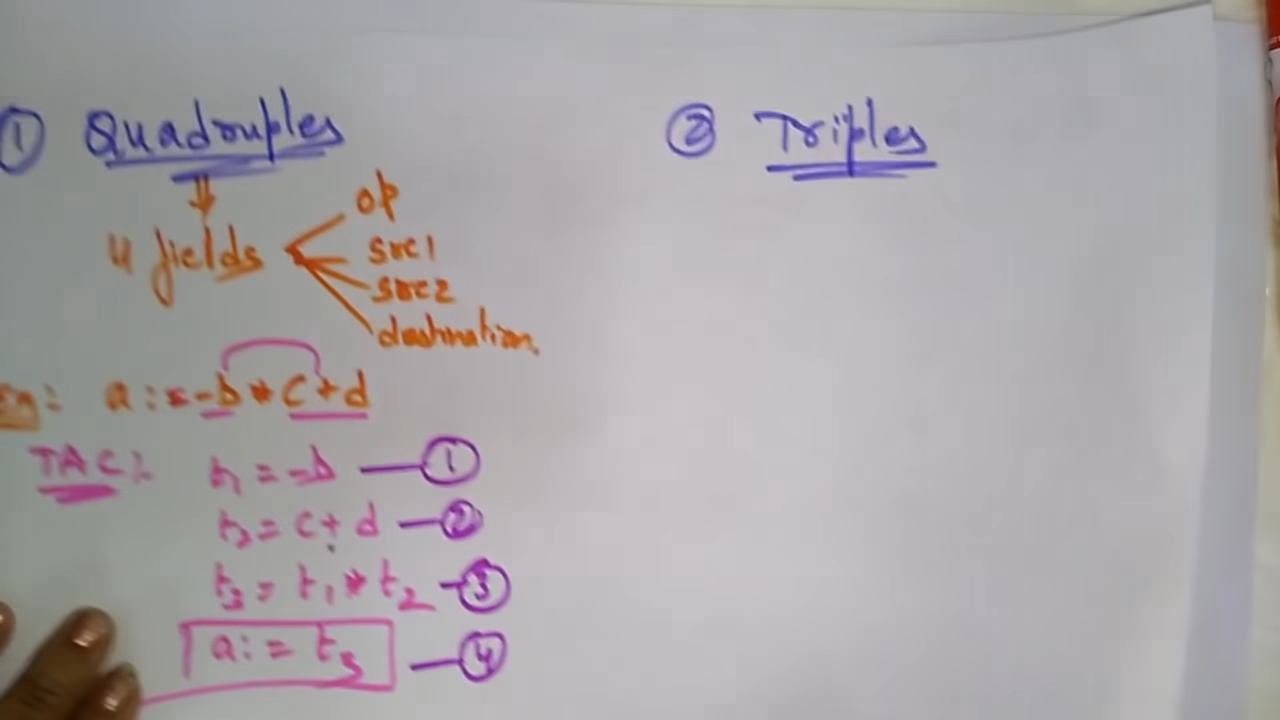 ① Quadruples
4 fields
op
src1
src2
destination.
Eg: a := -b * c + d
TAC: t1 = -b — ①
t2 = c + d — ②
t3 = t1 * t2 — ③
a := t3 — ④
② Triples